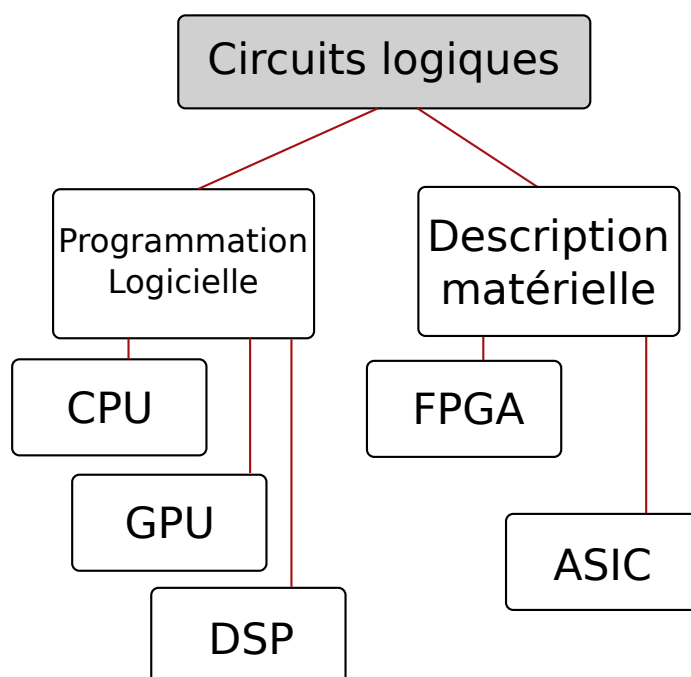 Circuits logiques
Programmation
Logicielle
Description
matérielle
CPU
FPGA
GPU
ASIC
DSP